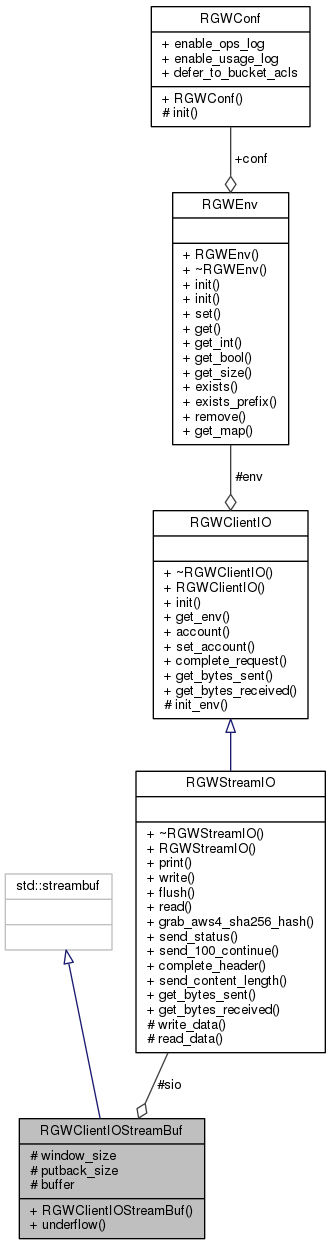 RGWConf
+ enable_ops_log
+ enable_usage_log
+ defer_to_bucket_acls
+ RGWConf()
# init()
+conf
RGWEnv
+ RGWEnv()
+ ~RGWEnv()
+ init()
+ init()
+ set()
+ get()
+ get_int()
+ get_bool()
+ get_size()
+ exists()
+ exists_prefix()
+ remove()
+ get_map()
#env
RGWClientIO
+ ~RGWClientIO()
+ RGWClientIO()
+ init()
+ get_env()
+ account()
+ set_account()
+ complete_request()
+ get_bytes_sent()
+ get_bytes_received()
# init_env()
RGWStreamIO
+ ~RGWStreamIO()
+ RGWStreamIO()
+ print()
+ write()
+ flush()
+ read()
+ grab_aws4_sha256_hash()
+ send_status()
+ send_100_continue()
+ complete_header()
+ send_content_length()
+ get_bytes_sent()
+ get_bytes_received()
# write_data()
# read_data()
std::streambuf
#sio
RGWClientIOStreamBuf
# window_size
# putback_size
# buffer
+ RGWClientIOStreamBuf()
+ underflow()